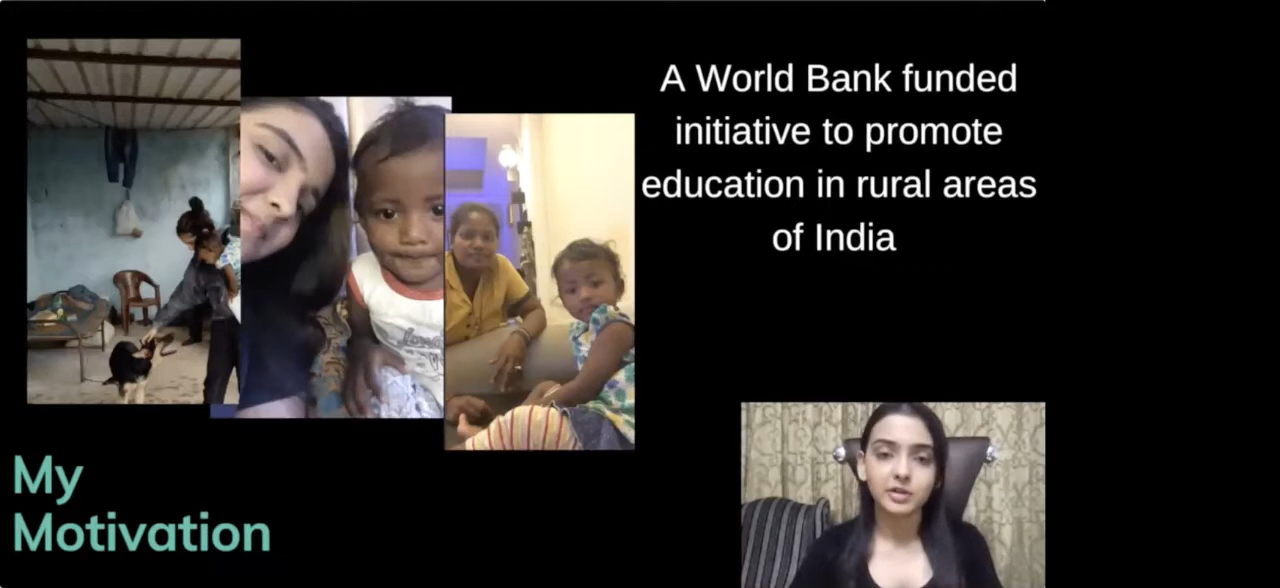 A World Bank funded
initiative to promote
education in rural areas
of India
My
Motivation